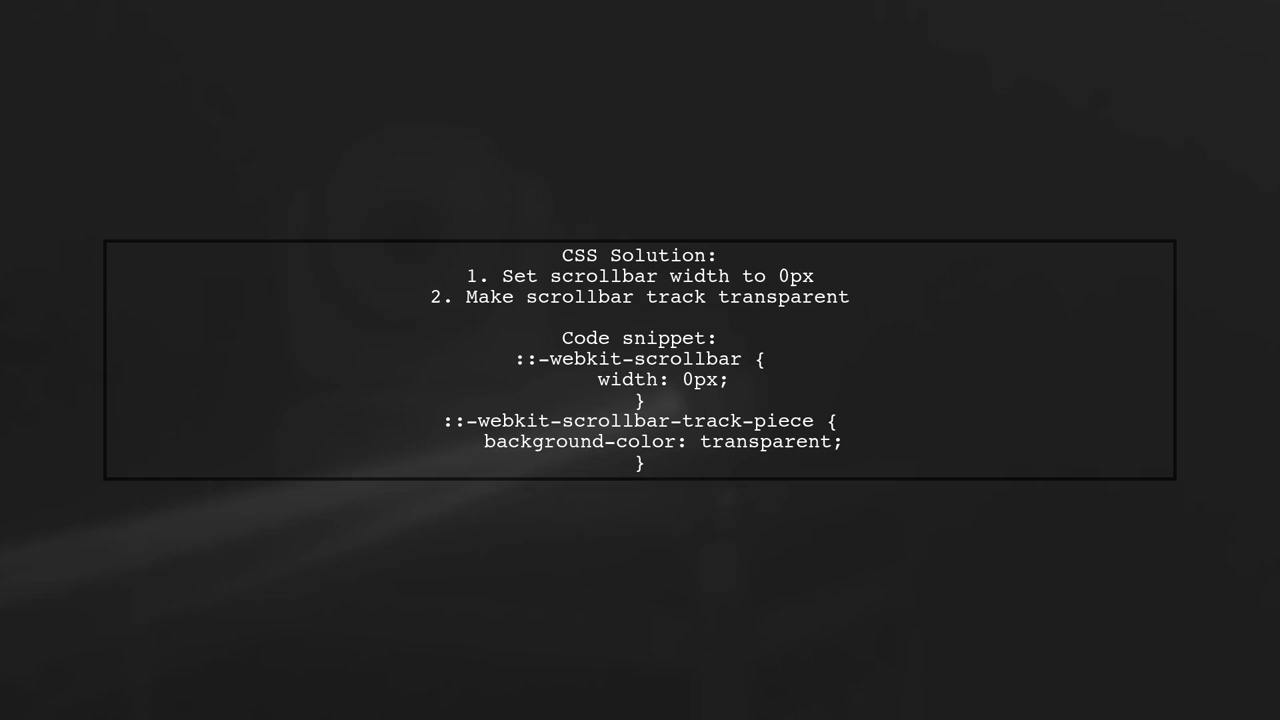 CSS Solution:
1. Set scrollbar width to 0px
2. Make scrollbar track transparent
Code snippet:
::-webkit-scrollbar {
width: 0px;
}
::-webkit-scrollbar-track-piece {
background-color: transparent;
}